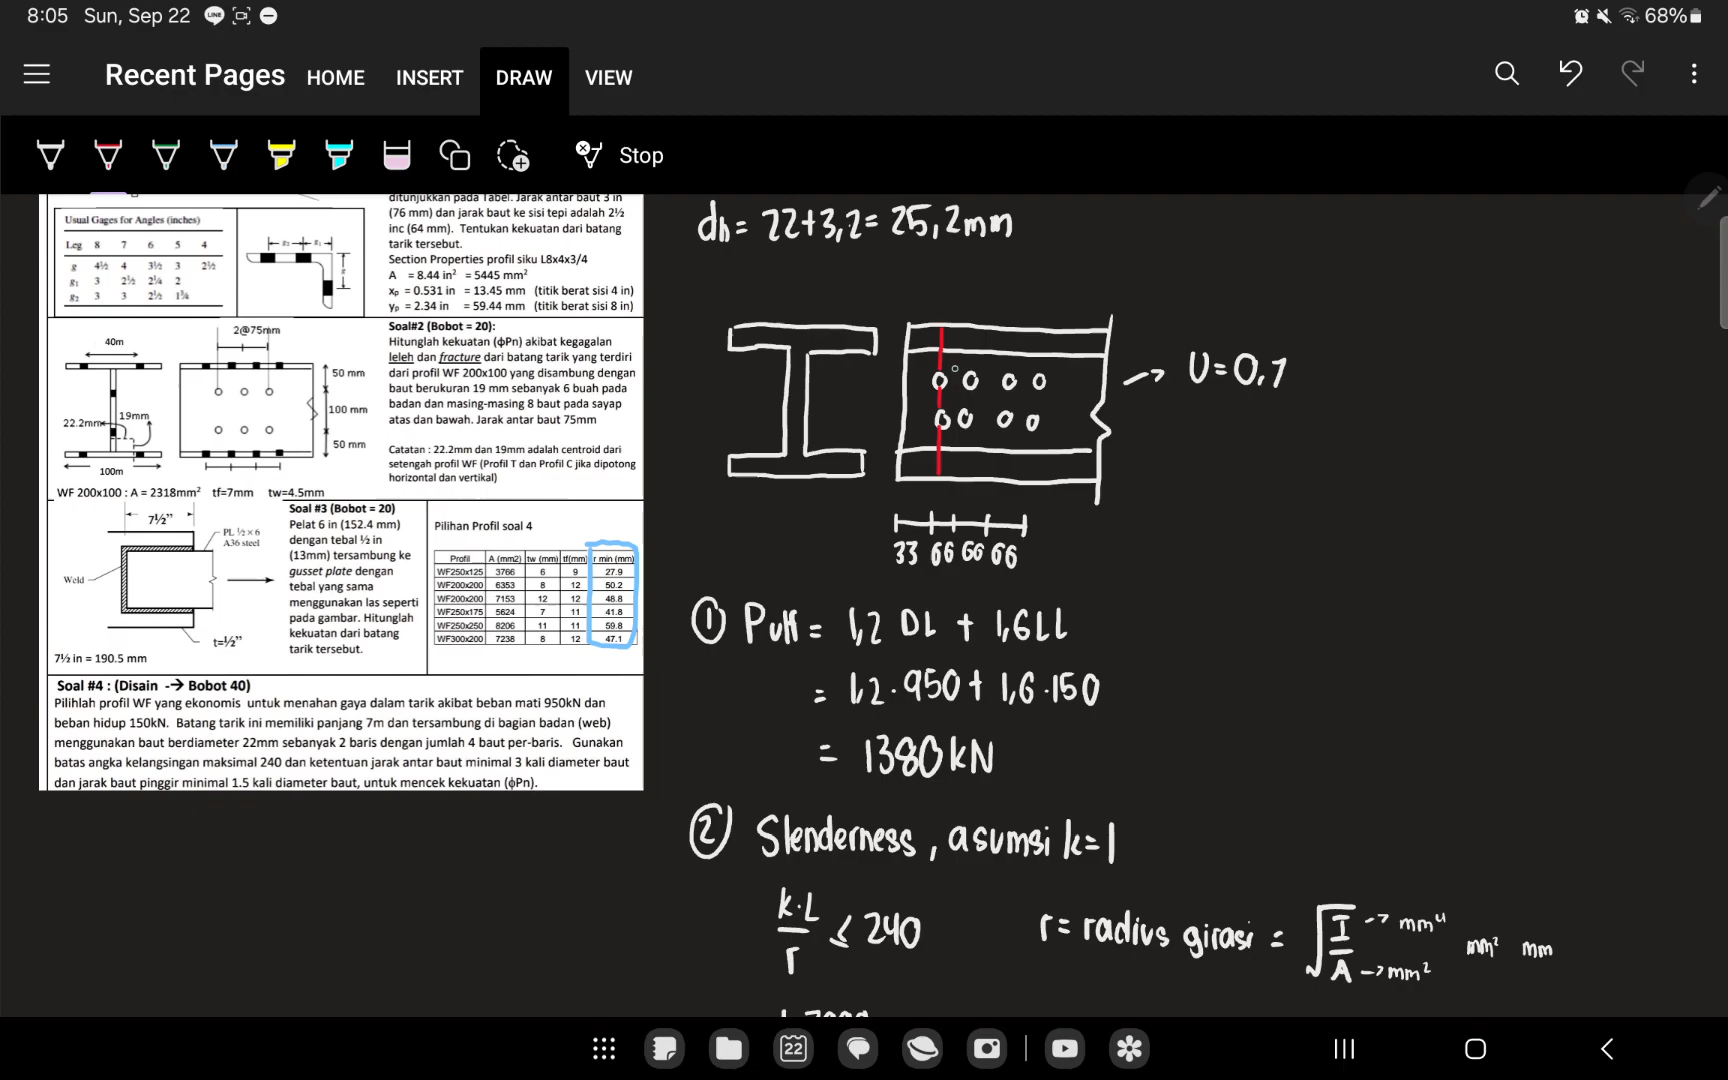 8:05 Sun, Sep 22 LINE 68%
Recent Pages HOME INSERT DRAW VIEW
Stop
ditunjukkan pada Tabel. Jarak antar baut 3 in
(76 mm) dan jarak baut ke sisi tepi adalah 2½
inc (64 mm). Tentukan kekuatan dari batang
tarik tersebut.
Section Properties profil siku L8x4x3/4
A = 8.44 in² = 5445 mm²
xₚ = 0.531 in = 13.45 mm (titik berat sisi 4 in)
yₚ = 2.34 in = 59.44 mm (titik berat sisi 8 in)
Usual Gages for Angles (inches)
Leg 8 7 6 5 4
g 4½ 4 3½ 3 2½
g₁ 3 2½ 2¼ 2
g₂ 3 3 2½ 1¾
g₂ g₁
g
2@75mm
40m
50 mm
100 mm
50 mm
22.2mm
19mm
100m
WF 200x100 : A = 2318mm² tf=7mm tw=4.5mm
Soal#2 (Bobot = 20):
Hitunglah kekuatan (ϕPn) akibat kegagalan
leleh dan fracture dari batang tarik yang terdiri
dari profil WF 200x100 yang disambung dengan
baut berukuran 19 mm sebanyak 6 buah pada
badan dan masing-masing 8 baut pada sayap
atas dan bawah. Jarak antar baut 75mm
Catatan : 22.2mm dan 19mm adalah centroid dari
setengah profil WF (Profil T dan Profil C jika dipotong
horizontal dan vertikal)
7½"
PL ½ × 6
A36 steel
Weld
t=½"
7½ in = 190.5 mm
Soal #3 (Bobot = 20)
Pelat 6 in (152.4 mm)
dengan tebal ½ in
(13mm) tersambung ke
gusset plate dengan
tebal yang sama
menggunakan las seperti
pada gambar. Hitunglah
kekuatan dari batang
tarik tersebut.
Pilihan Profil soal 4
Profil A (mm2) tw (mm) tf(mm) r min (mm)
WF250x125 3766 6 9 27.9
WF200x200 6353 8 12 50.2
WF200x200 7153 12 12 48.8
WF250x175 5624 7 11 41.8
WF250x250 8206 11 11 59.8
WF300x200 7238 8 12 47.1
Soal #4 : (Disain -> Bobot 40)
Pilihlah profil WF yang ekonomis untuk menahan gaya dalam tarik akibat beban mati 950kN dan
beban hidup 150kN. Batang tarik ini memiliki panjang 7m dan tersambung di bagian badan (web)
menggunakan baut berdiameter 22mm sebanyak 2 baris dengan jumlah 4 baut per-baris. Gunakan
batas angka kelangsingan maksimal 240 dan ketentuan jarak antar baut minimal 3 kali diameter baut
dan jarak baut pinggir minimal 1.5 kali diameter baut, untuk mencek kekuatan (ϕPn).
dh = 22+3,2 = 25,2mm
-> U = 0,7
33 66 66 66
① Pult = 1,2 DL + 1,6LL
= 1,2 . 950 + 1,6 . 150
= 1380 kN
② Slenderness, asumsi k=1
k.L/r ≤ 240
r = radius girasi = √I/A -> mm⁴ -> mm² mm² mm
22